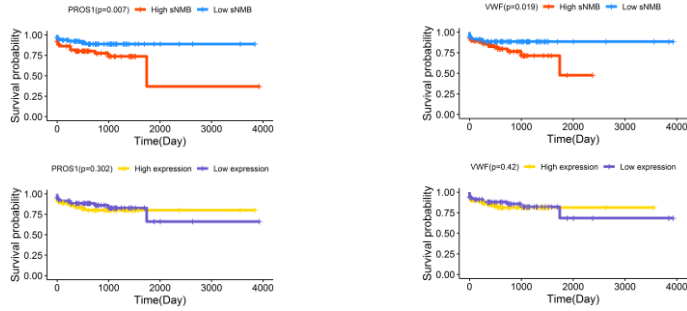 PROS1(p=0.007) High sNMB Low sNMB
Survival probability
1.00
0.75
0.50
0.25
0.00
0 1000 2000 3000 4000
Time(Day)
VWF(p=0.019) High sNMB Low sNMB
Survival probability
1.00
0.75
0.50
0.25
0.00
0 1000 2000 3000 4000
Time(Day)
PROS1(p=0.302) High expression Low expression
Survival probability
1.00
0.75
0.50
0.25
0.00
0 1000 2000 3000 4000
Time(Day)
VWF(p=0.42) High expression Low expression
Survival probability
1.00
0.75
0.50
0.25
0.00
0 1000 2000 3000 4000
Time(Day)